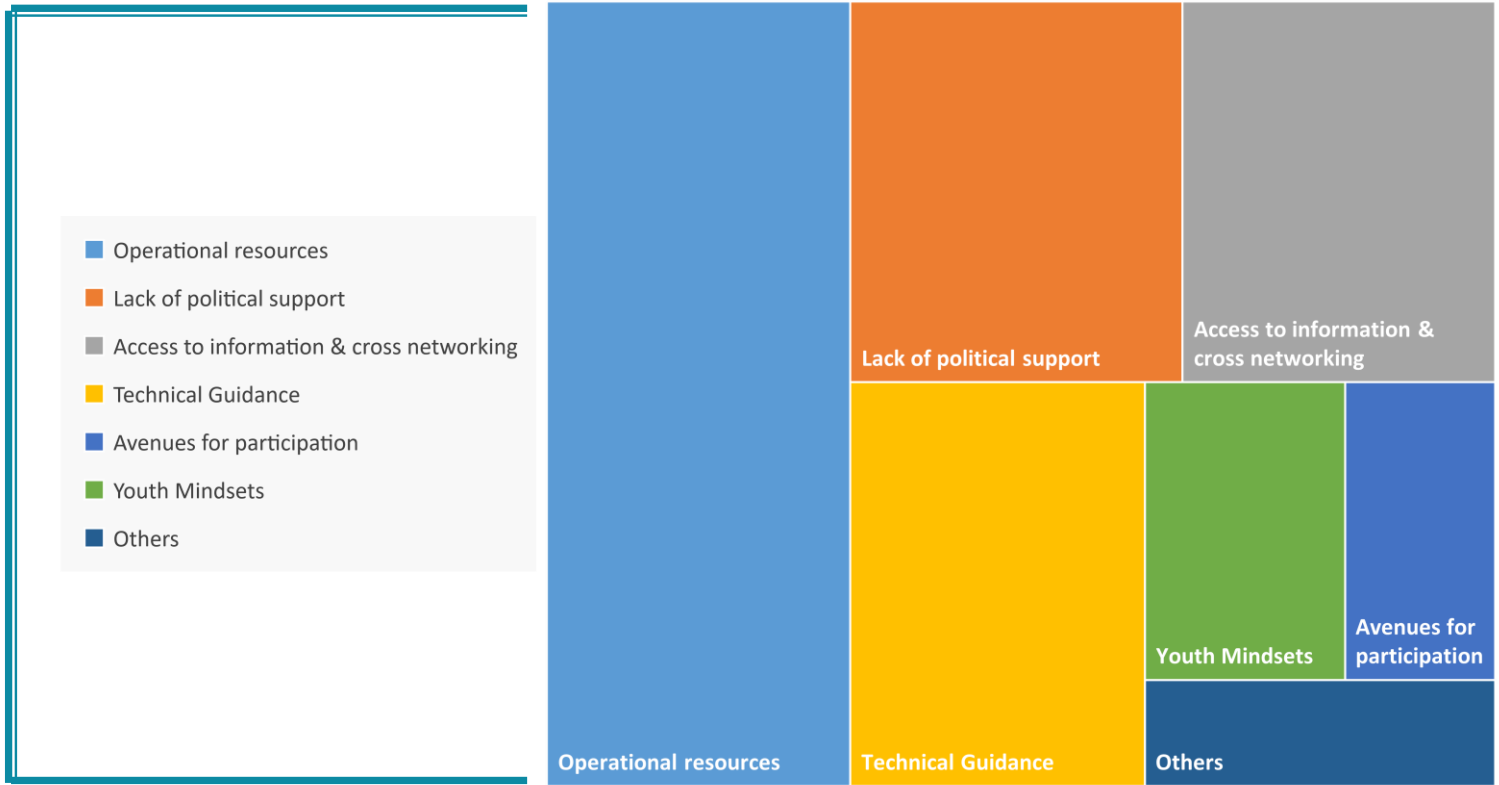 Operational resources
Lack of political support
Access to information & cross networking
Technical Guidance
Avenues for participation
Youth Mindsets
Others
Operational resources
Lack of political support
Access to information &
cross networking
Technical Guidance
Youth Mindsets
Avenues for
participation
Others